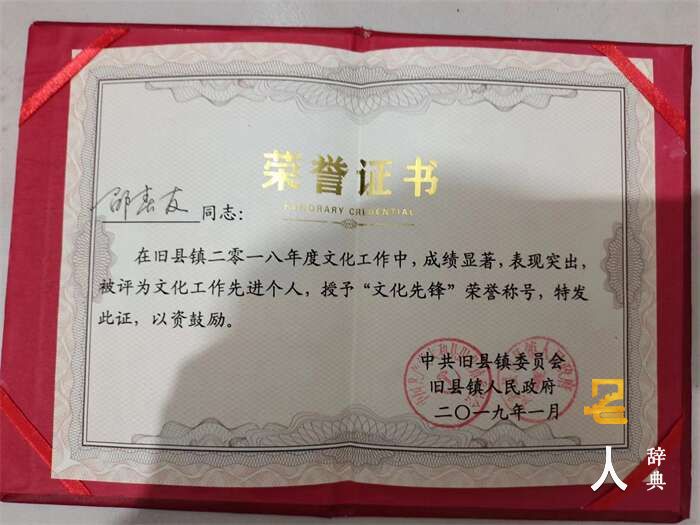 荣誉证书
HONORARY CREDENTIAL
邵春友同志：
在旧县镇二零一八年度文化工作中，成绩显著，表现突出，
被评为文化工作先进个人，授予“文化先锋”荣誉称号，特发
此证，以资鼓励。
中共旧县镇委员会
旧县镇人民政府
二〇一九年一月
名人辞典